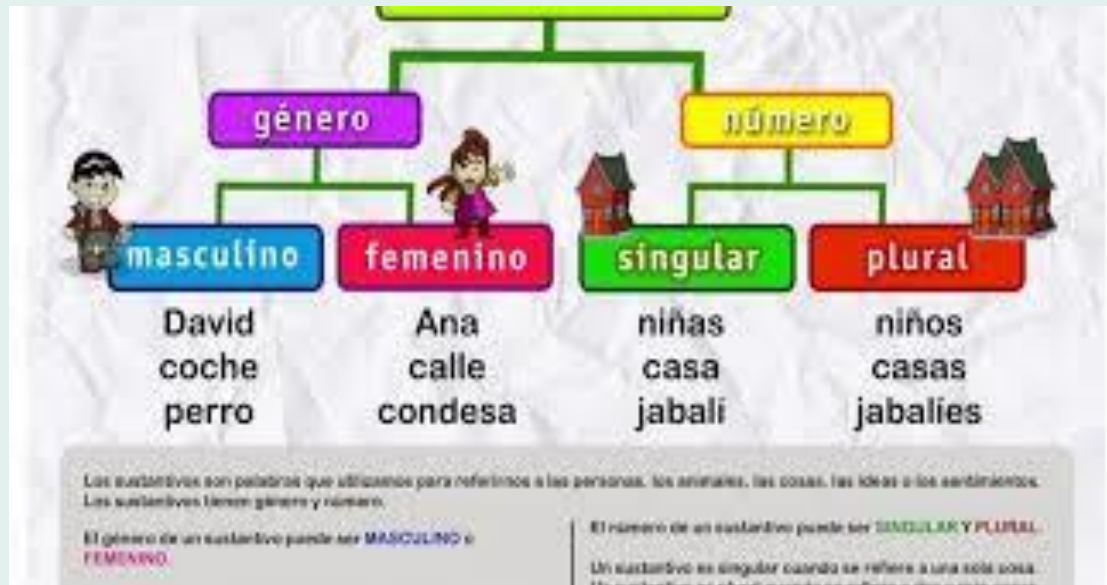 género
número
masculino
femenino
singular
plural
David
Ana
niñas
niños
coche
calle
casa
casas
perro
condesa
jabalí
jabalíes
Los sustantivos son palabras que utilizamos para referirnos a las personas, los animales, las cosas, las ideas o los sentimientos.
Los sustantivos tienen género y número.
El género de un sustantivo puede ser MASCULINO o
FEMENINO.
El número de un sustantivo puede ser SINGULAR Y PLURAL.
Un sustantivo es singular cuando se refiere a una sola cosa.